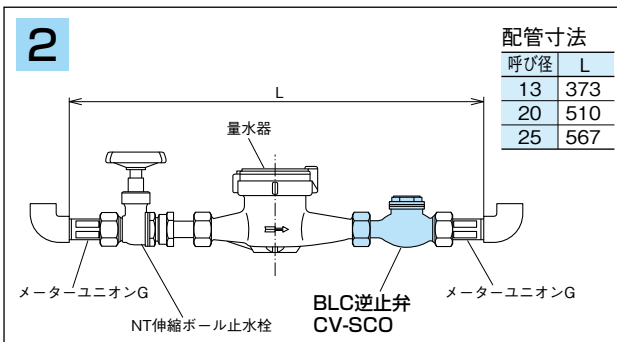 2
配管寸法
呼び径 L
13 373
20 510
25 567
L
量水器
メーターユニオンG
NT伸縮ボール止水栓
BLC逆止弁
CV-SCO
メーターユニオンG